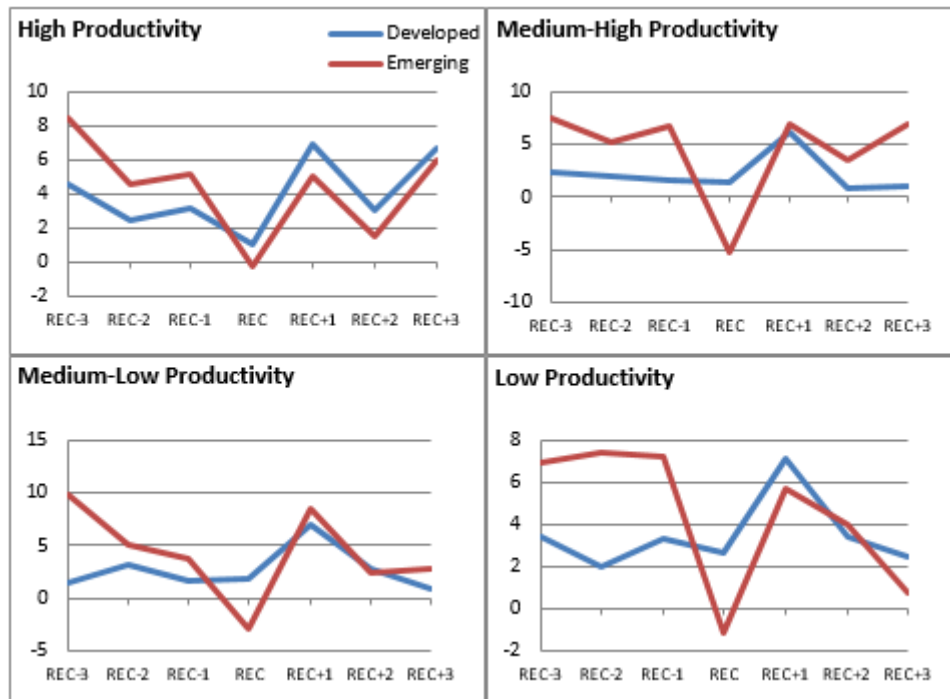 High Productivity
Developed
Emerging
10
8
6
4
2
0
-2
REC-3 REC-2 REC-1 REC REC+1 REC+2 REC+3
Medium-High Productivity
10
5
0
-5
-10
REC-3 REC-2 REC-1 REC REC+1 REC+2 REC+3
Medium-Low Productivity
15
10
5
0
-5
REC-3 REC-2 REC-1 REC REC+1 REC+2 REC+3
Low Productivity
8
6
4
2
0
-2
REC-3 REC-2 REC-1 REC REC+1 REC+2 REC+3